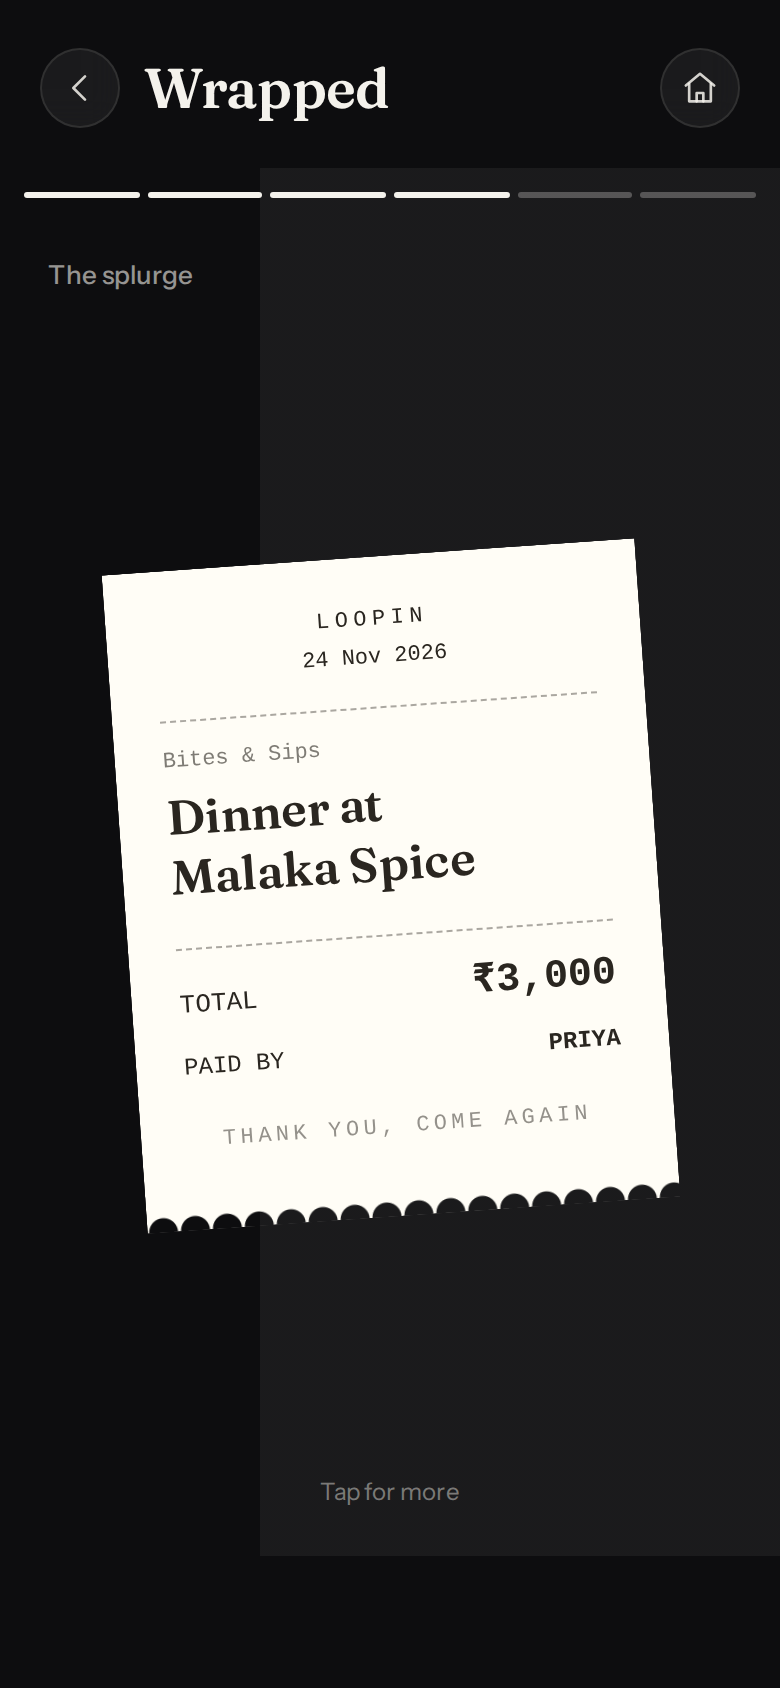 Wrapped
The splurge
LOOPIN
24 Nov 2026
Bites & Sips
Dinner at
Malaka Spice
TOTAL ₹3,000
PAID BY PRIYA
THANK YOU, COME AGAIN
Tap for more